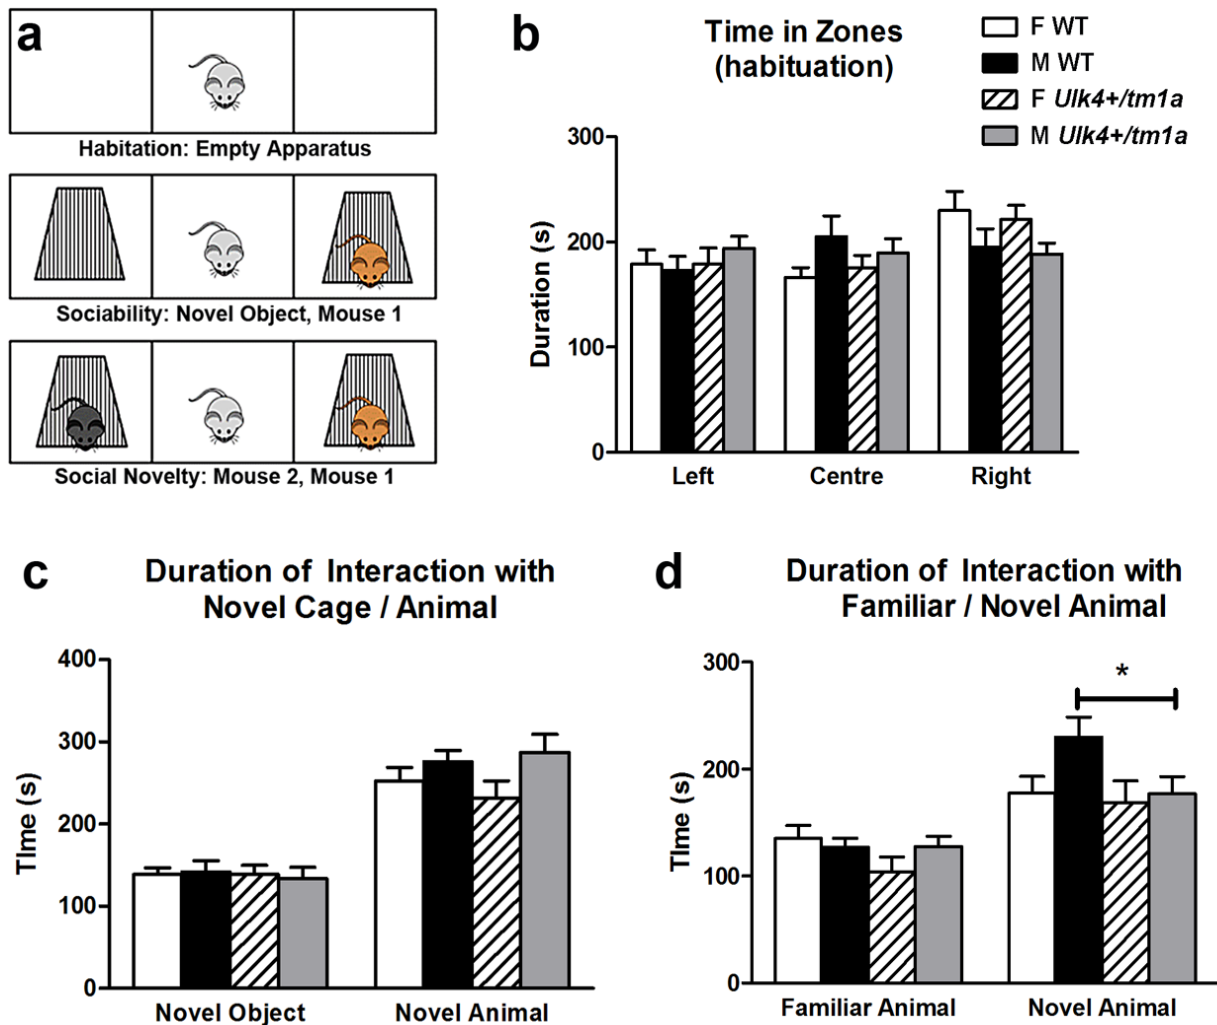 a
Habitation: Empty Apparatus
Sociability: Novel Object, Mouse 1
Social Novelty: Mouse 2, Mouse 1
b
Time in Zones
(habituation)
F WT
M WT
F Ulk4+/tm1a
M Ulk4+/tm1a
Duration (s)
300
200
100
0
Left Centre Right
c
Duration of Interaction with
Novel Cage / Animal
TIme (s)
400
300
200
100
0
Novel Object Novel Animal
d
Duration of Interaction with
Familiar / Novel Animal
TIme (s)
300
200
100
0
*
Familiar Animal Novel Animal